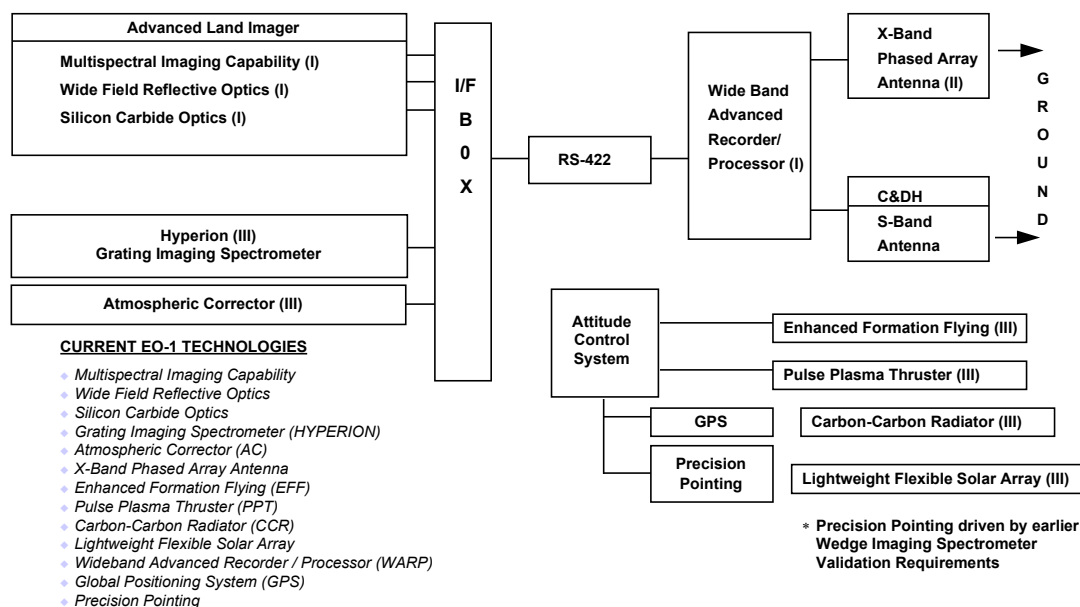 Advanced Land Imager
Multispectral Imaging Capability (I)
Wide Field Reflective Optics (I)
Silicon Carbide Optics (I)
Hyperion (III)
Grating Imaging Spectrometer
Atmospheric Corrector (III)
I/F
B
0
X
RS-422
Wide Band
Advanced
Recorder/
Processor (I)
X-Band
Phased Array
Antenna (II)
C&DH
S-Band
Antenna
G
R
O
U
N
D
Attitude
Control
System
Enhanced Formation Flying (III)
Pulse Plasma Thruster (III)
GPS
Carbon-Carbon Radiator (III)
Precision
Pointing
Lightweight Flexible Solar Array (III)
* Precision Pointing driven by earlier
Wedge Imaging Spectrometer
Validation Requirements
CURRENT EO-1 TECHNOLOGIES
Multispectral Imaging Capability
Wide Field Reflective Optics
Silicon Carbide Optics
Grating Imaging Spectrometer (HYPERION)
Atmospheric Corrector (AC)
X-Band Phased Array Antenna
Enhanced Formation Flying (EFF)
Pulse Plasma Thruster (PPT)
Carbon-Carbon Radiator (CCR)
Lightweight Flexible Solar Array
Wideband Advanced Recorder / Processor (WARP)
Global Positioning System (GPS)
Precision Pointing